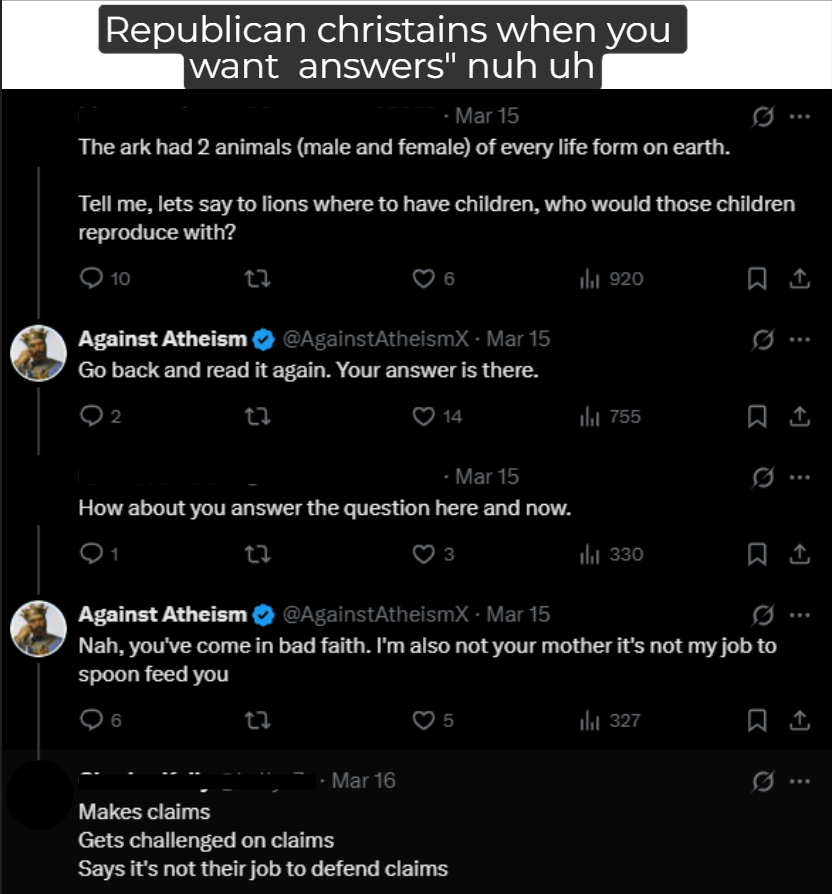 Republican christains when you
want answers" nuh uh
· Mar 15
The ark had 2 animals (male and female) of every life form on earth.
Tell me, lets say to lions where to have children, who would those children
reproduce with?
10 6 920
Against Atheism @AgainstAtheismX · Mar 15
Go back and read it again. Your answer is there.
2 14 755
· Mar 15
How about you answer the question here and now.
1 3 330
Against Atheism @AgainstAtheismX · Mar 15
Nah, you've come in bad faith. I'm also not your mother it's not my job to
spoon feed you
6 5 327
· Mar 16
Makes claims
Gets challenged on claims
Says it's not their job to defend claims